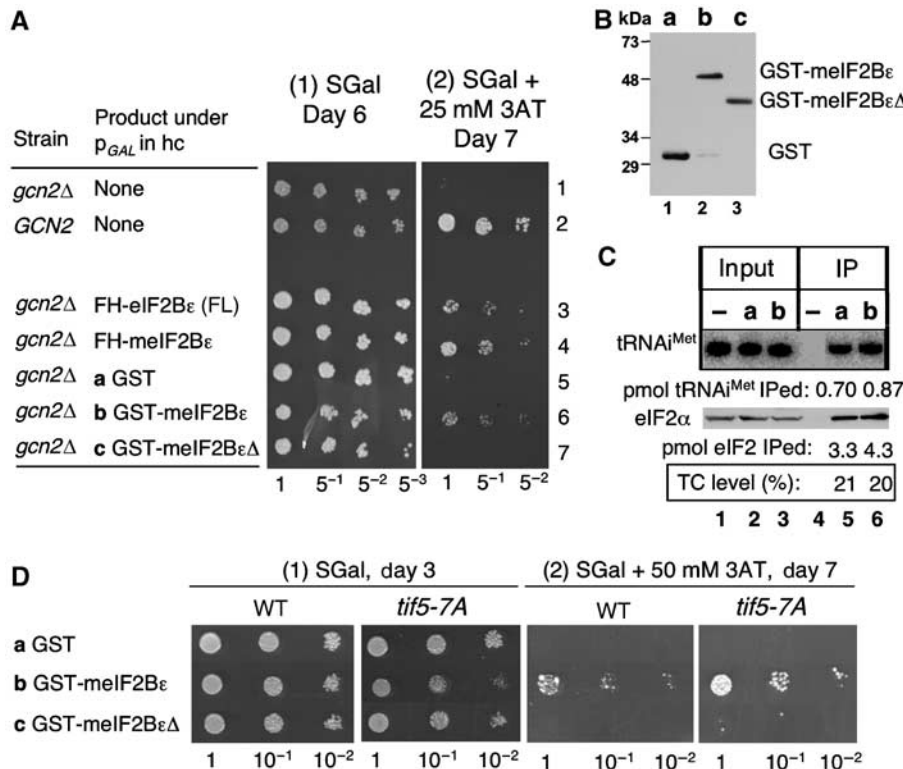 A
(1) SGal
Day 6
(2) SGal +
25 mM 3AT
Day 7
Strain
Product under
pGAL in hc
gcn2Δ None 1
GCN2 None 2
gcn2Δ FH-eIF2Bε (FL) 3
gcn2Δ FH-meIF2Bε 4
gcn2Δ a GST 5
gcn2Δ b GST-meIF2Bε 6
gcn2Δ c GST-meIF2BεΔ 7
1 5⁻¹ 5⁻² 5⁻³ 1 5⁻¹ 5⁻²
B
kDa a b c
73
48
34
29
GST-meIF2Bε
GST-meIF2BεΔ
GST
1 2 3
C
Input IP
– a b – a b
tRNAiᴹᵉᵗ
pmol tRNAiᴹᵉᵗ IPed: 0.70 0.87
eIF2α
pmol eIF2 IPed: 3.3 4.3
TC level (%): 21 20
1 2 3 4 5 6
D
(1) SGal, day 3 (2) SGal + 50 mM 3AT, day 7
WT tif5-7A WT tif5-7A
a GST
b GST-meIF2Bε
c GST-meIF2BεΔ
1 10⁻¹ 10⁻² 1 10⁻¹ 10⁻² 1 10⁻¹ 10⁻² 1 10⁻¹ 10⁻²